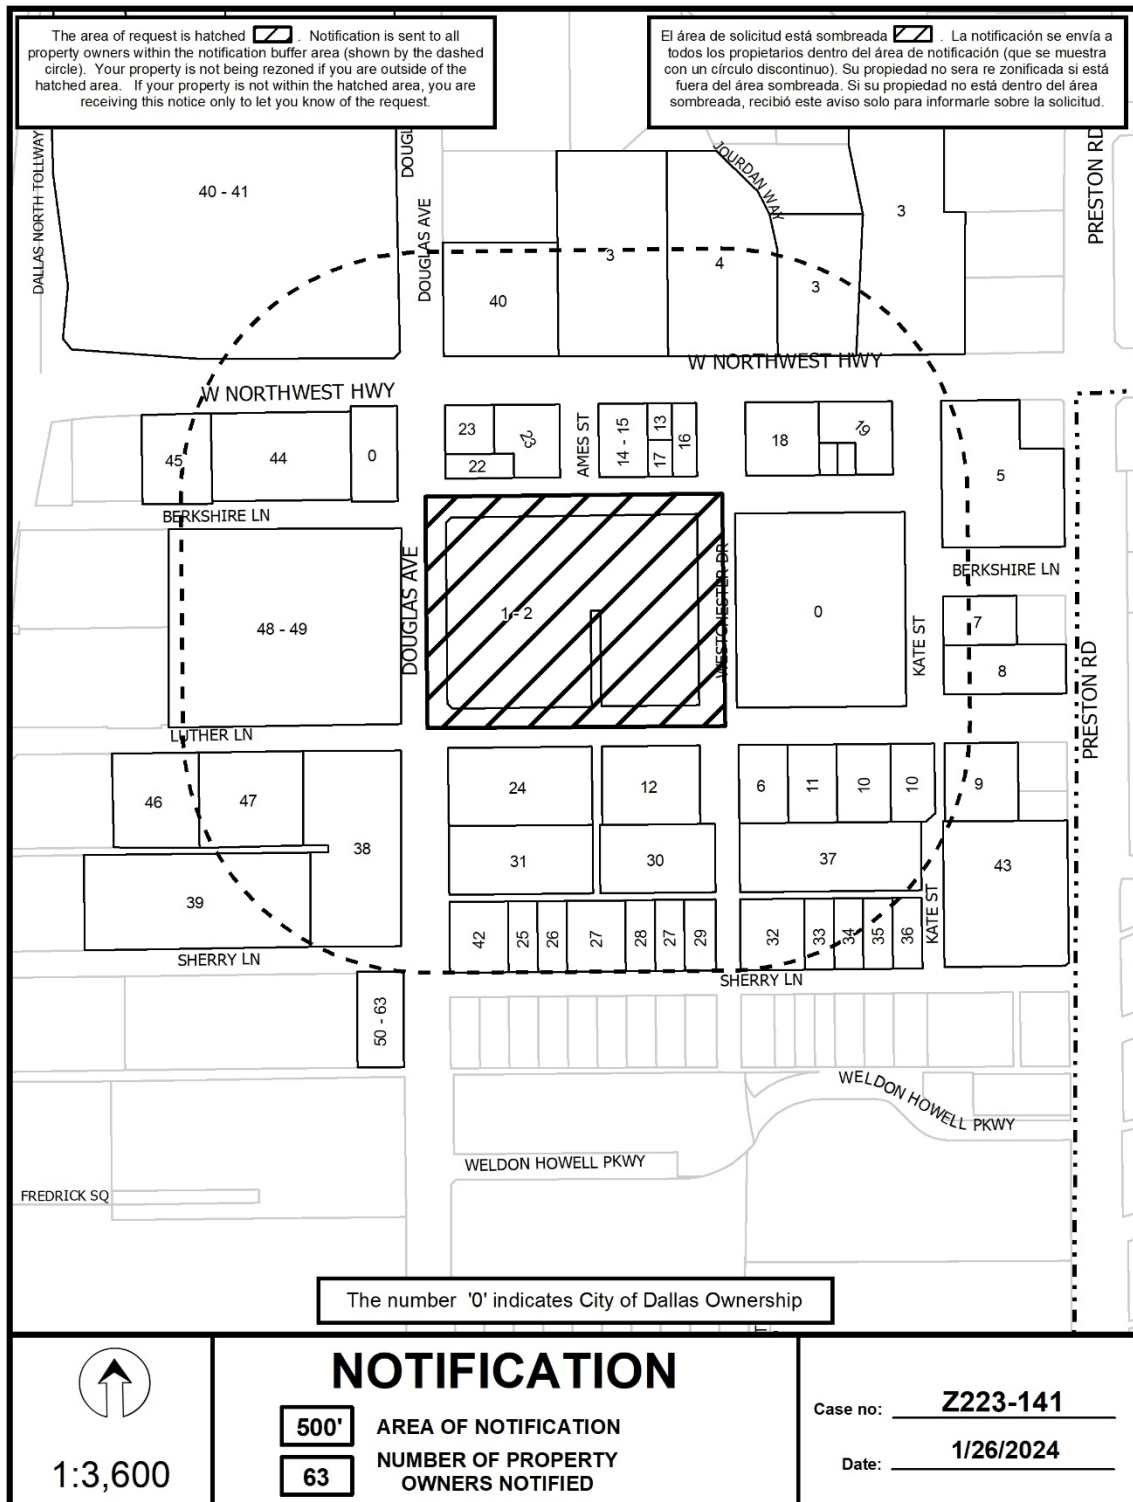 The area of request is hatched . Notification is sent to all
property owners within the notification buffer area (shown by the dashed
circle). Your property is not being rezoned if you are outside of the
hatched area. If your property is not within the hatched area, you are
receiving this notice only to let you know of the request.
El área de solicitud está sombreada . La notificación se envía a
todos los propietarios dentro del área de notificación (que se muestra
con un círculo discontinuo). Su propiedad no sera re zonificada si está
fuera del área sombreada. Si su propiedad no está dentro del área
sombreada, recibió este aviso solo para informarle sobre la solicitud.
DALLAS NORTH TOLLWAY
40 - 41
DOUGL
DOUGLAS AVE
JOURDAN WAY
3
PRESTON RD
3
4
3
40
W NORTHWEST HWY
W NORTHWEST HWY
45
44
0
23
23
22
AMES ST
14 - 15
13
17
16
18
19
5
BERKSHIRE LN
BERKSHIRE LN
48 - 49
DOUGLAS AVE
1 - 2
WESTCHESTER DR
0
KATE ST
7
8
PRESTON RD
LUTHER LN
46
47
38
24
12
6
11
10
10
9
31
30
37
43
39
42
25
26
27
28
27
29
32
33
34
35
36
KATE ST
SHERRY LN
SHERRY LN
50 - 63
WELDON HOWELL PKWY
WELDON HOWELL PKWY
FREDRICK SQ
The number '0' indicates City of Dallas Ownership
1:3,600
NOTIFICATION
500' AREA OF NOTIFICATION
63 NUMBER OF PROPERTY
OWNERS NOTIFIED
Case no: Z223-141
Date: 1/26/2024